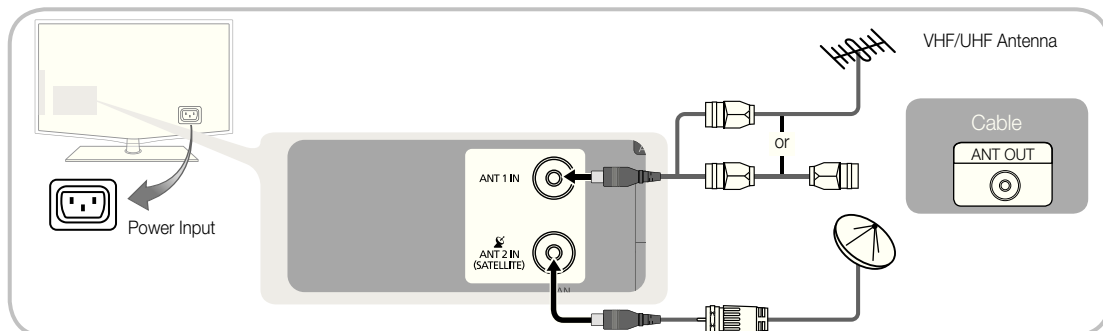 VHF/UHF Antenna
Cable
ANT OUT
or
ANT 1 IN
ANT 2 IN
(SATELLITE)
Power Input